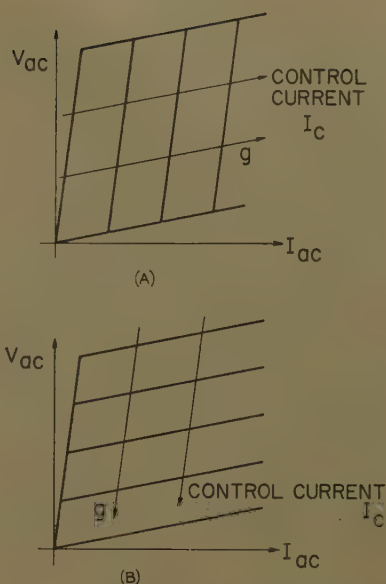 Vac
CONTROL
CURRENT
Ic
g
Iac
(A)
Vac
g
CONTROL CURRENT
Ic
Iac
(B)